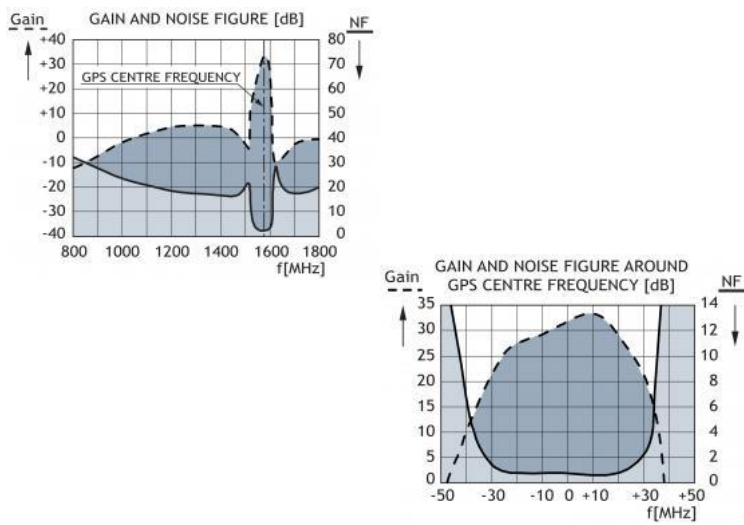 GAIN AND NOISE FIGURE [dB]
Gain
NF
+40
+30
+20
+10
0
-10
-20
-30
-40
80
70
60
50
40
30
20
10
0
GPS CENTRE FREQUENCY
800 1000 1200 1400 1600 1800
f[MHz]
GAIN AND NOISE FIGURE AROUND
GPS CENTRE FREQUENCY [dB]
Gain
NF
35
30
25
20
15
10
5
0
14
12
10
8
6
4
2
0
-50 -30 -10 0 +10 +30 +50
f[MHz]